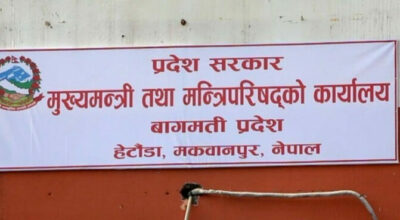 प्रदेश सरकार
मुख्यमन्त्री तथा मन्त्रिपरिषद्को कार्यालय
बागमती प्रदेश
हेटौंडा, मकवानपुर, नेपाल